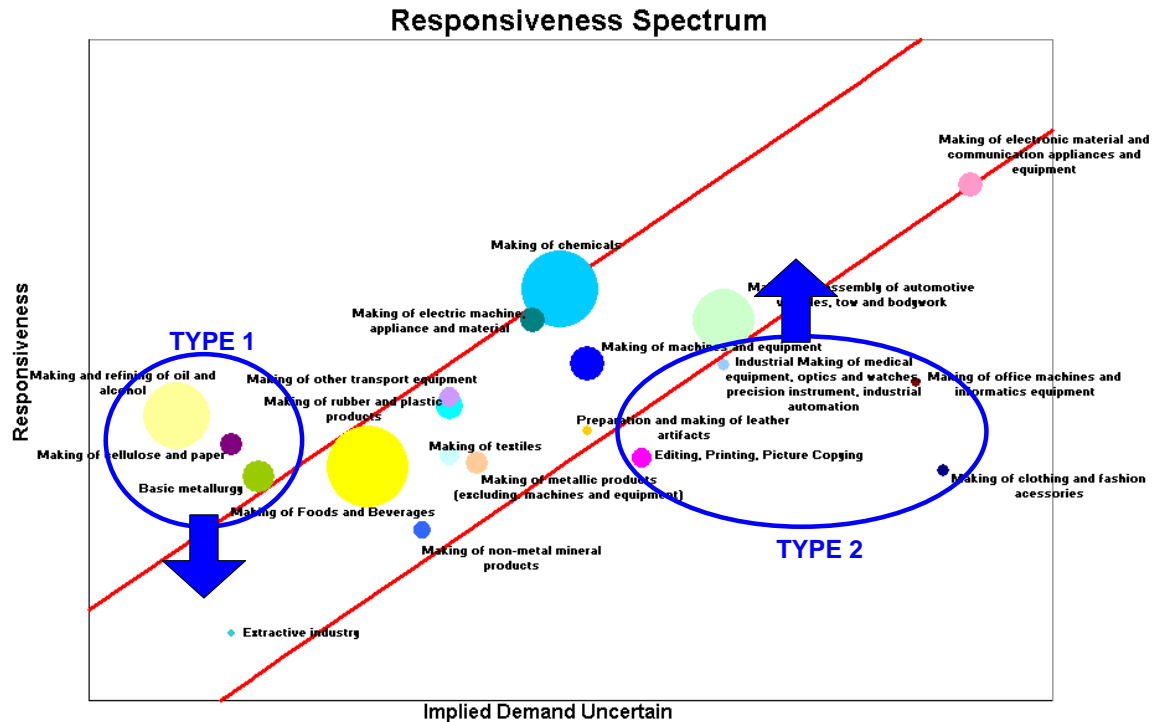 Responsiveness Spectrum
Making of electronic material and
communication appliances and
equipment
Making of chemicals
assembly of automotive
tow and bodywork
Making of electric machine,
appliance and material
TYPE 1
Making of machines and equipment
Making and refining of oil and
alcohol
Making of other transport equipment
Industrial Making of medical
equipment, optics and watches,
precision instrument, industrial
automation
Making of office machines and
informatics equipment
Making of rubber and plastic
products
Preparation and making of leather
artifacts
Making of textiles
Making of cellulose and paper
Editing, Printing, Picture Copying
Making of clothing and fashion
acessories
Making of metallic products
(excluding, machines and equipment)
Basic metallurgy
Making of Foods and Beverages
TYPE 2
Making of non-metal mineral
products
Extractive industry
Responsiveness
Implied Demand Uncertain